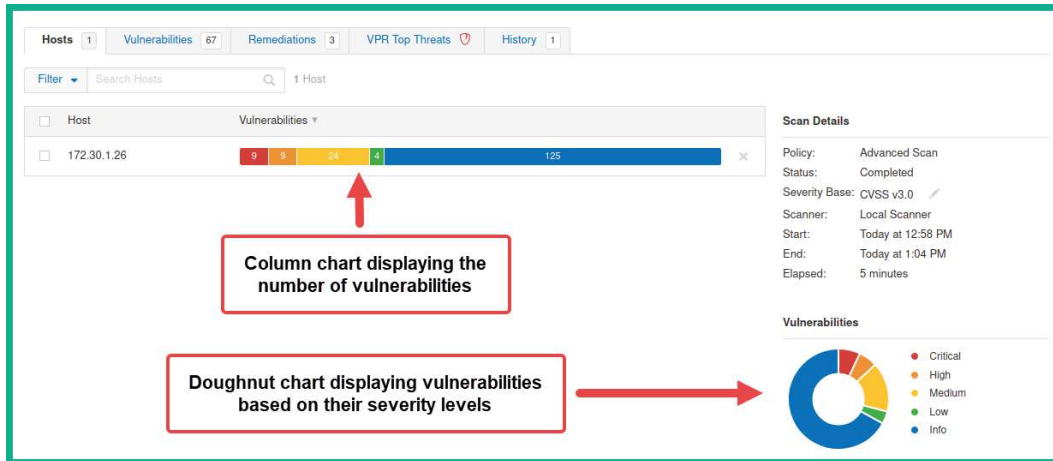 Hosts 1 Vulnerabilities 67 Remediations 3 VPR Top Threats History 1
Filter Search Hosts 1 Host
Host Vulnerabilities
172.30.1.26 9 9 24 4 125
Column chart displaying the
number of vulnerabilities
Doughnut chart displaying vulnerabilities
based on their severity levels
Scan Details
Policy: Advanced Scan
Status: Completed
Severity Base: CVSS v3.0
Scanner: Local Scanner
Start: Today at 12:58 PM
End: Today at 1:04 PM
Elapsed: 5 minutes
Vulnerabilities
Critical
High
Medium
Low
Info